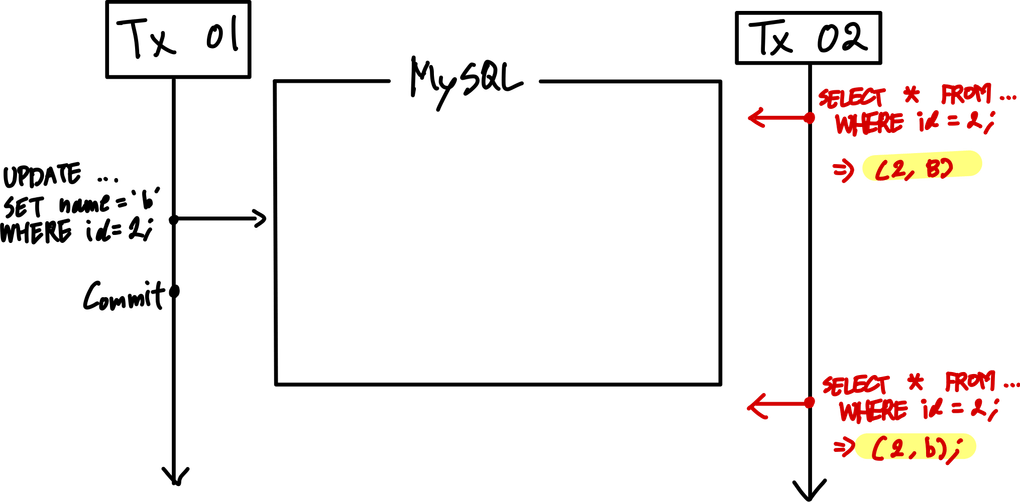 Tx 01
MySQL
Tx 02
SELECT * FROM ...
WHERE id = 2;
=> (2, B)
UPDATE ...
SET name = 'b'
WHERE id = 2;
Commit
SELECT * FROM ...
WHERE id = 2;
=> (2, b);